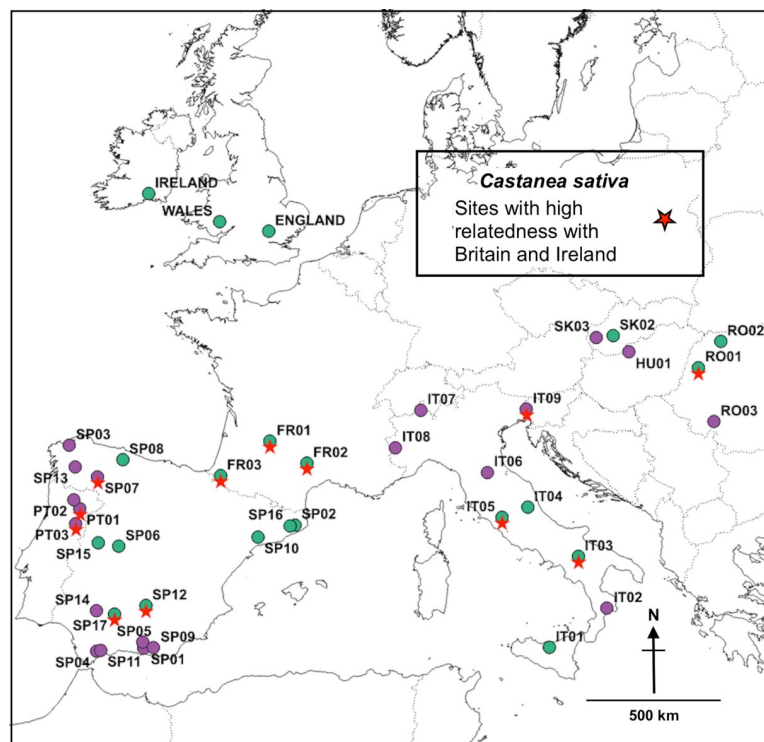 IRELAND
WALES
ENGLAND
Castanea sativa
Sites with high
relatedness with
Britain and Ireland
SK03
SK02
RO02
HU01
RO01
RO03
IT07
IT09
IT08
IT06
IT05
IT04
IT03
IT02
IT01
FR01
FR02
FR03
SP03
SP08
SP13
SP07
PT02
PT01
PT03
SP16
SP02
SP10
SP15
SP06
SP14
SP12
SP17
SP05
SP09
SP04
SP11
SP01
N
500 km